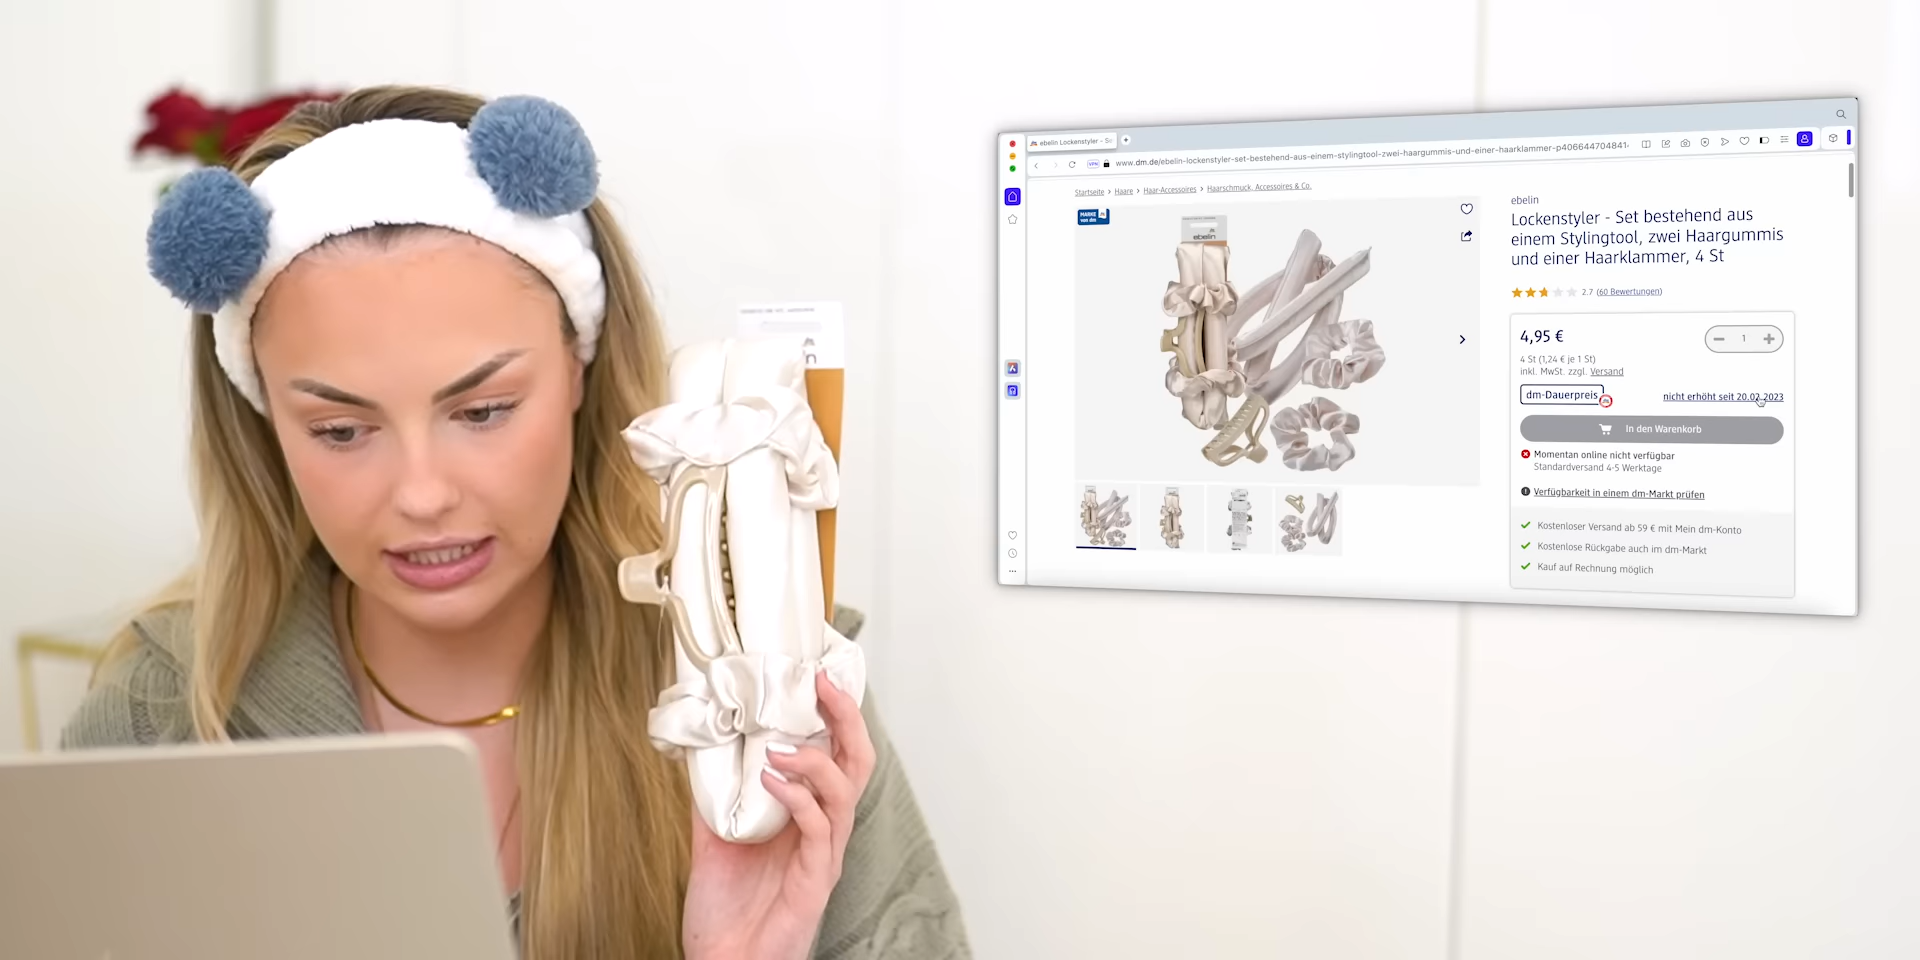 ebelin Lockenstyler - Se
VPN
www.dm.de/ebelin-lockenstyler-set-bestehend-aus-einem-stylingtool-zwei-haargummis-und-einer-haarklammer-p4066447048414
Startseite > Haare > Haar-Accessoires > Haarschmuck, Accessoires & Co.
MARKE
von dm
ebelin
ebelin
Lockenstyler - Set bestehend aus
einem Stylingtool, zwei Haargummis
und einer Haarklammer, 4 St
2.7 (60 Bewertungen)
4,95 €
1
4 St (1,24 € je 1 St)
inkl. MwSt. zzgl. Versand
dm-Dauerpreis
nicht erhöht seit 20.02.2023
In den Warenkorb
Momentan online nicht verfügbar
Standardversand 4-5 Werktage
Verfügbarkeit in einem dm-Markt prüfen
Kostenloser Versand ab 59 € mit Mein dm-Konto
Kostenlose Rückgabe auch im dm-Markt
Kauf auf Rechnung möglich